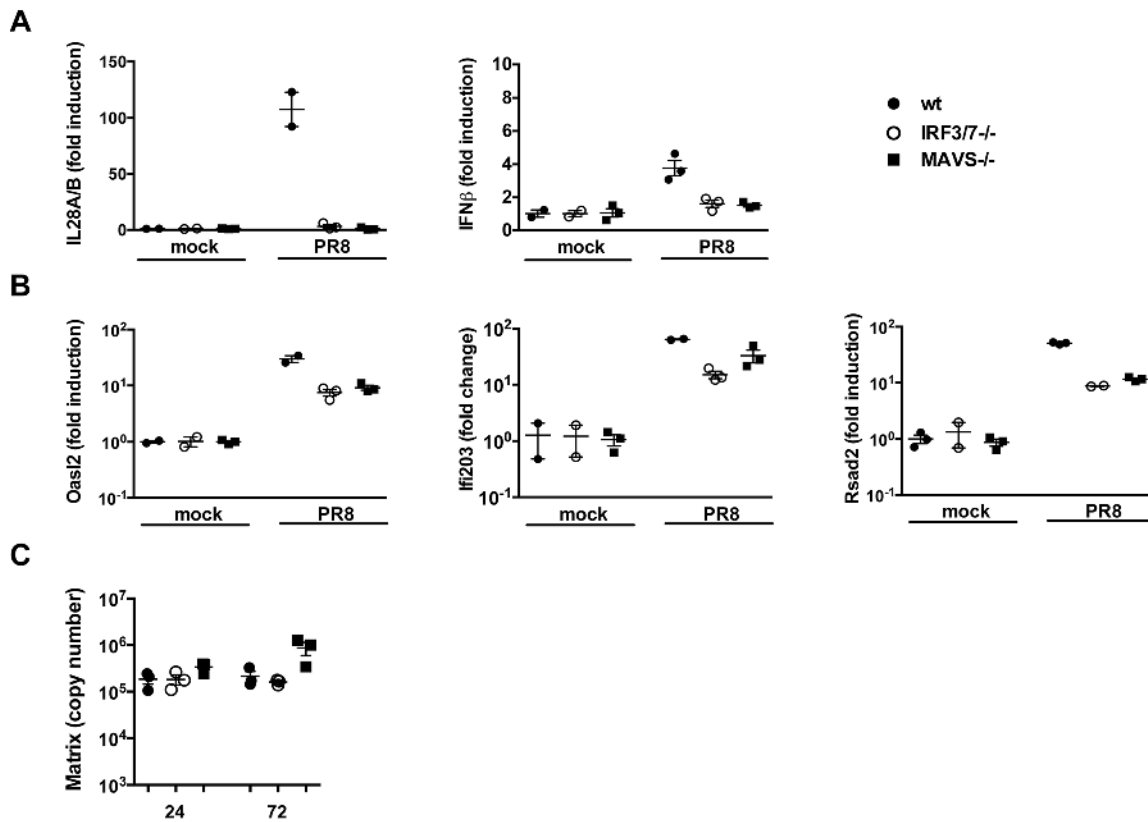 A
IL28A/B (fold induction)
150
100
50
0
mock
PR8
IFNβ (fold induction)
10
8
6
4
2
0
mock
PR8
wt
IRF3/7-/-
MAVS-/-
B
Oasl2 (fold induction)
10²
10¹
10⁰
10⁻¹
mock
PR8
Ifi203 (fold change)
10²
10¹
10⁰
10⁻¹
mock
PR8
Rsad2 (fold induction)
10²
10¹
10⁰
10⁻¹
mock
PR8
C
Matrix (copy number)
10⁷
10⁶
10⁵
10⁴
10³
24
72